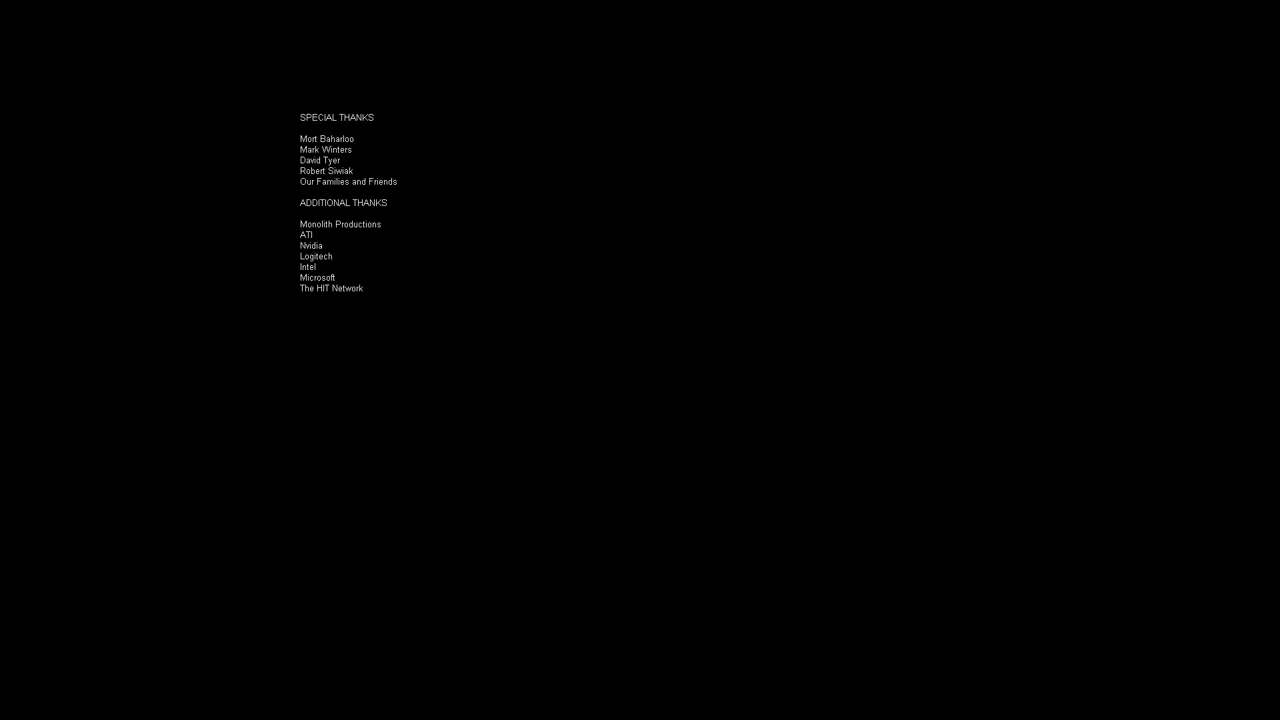 SPECIAL THANKS
Mort Baharloo
Mark Winters
David Tyer
Robert Siwiak
Our Families and Friends
ADDITIONAL THANKS
Monolith Productions
ATI
Nvidia
Logitech
Intel
Microsoft
The HIT Network